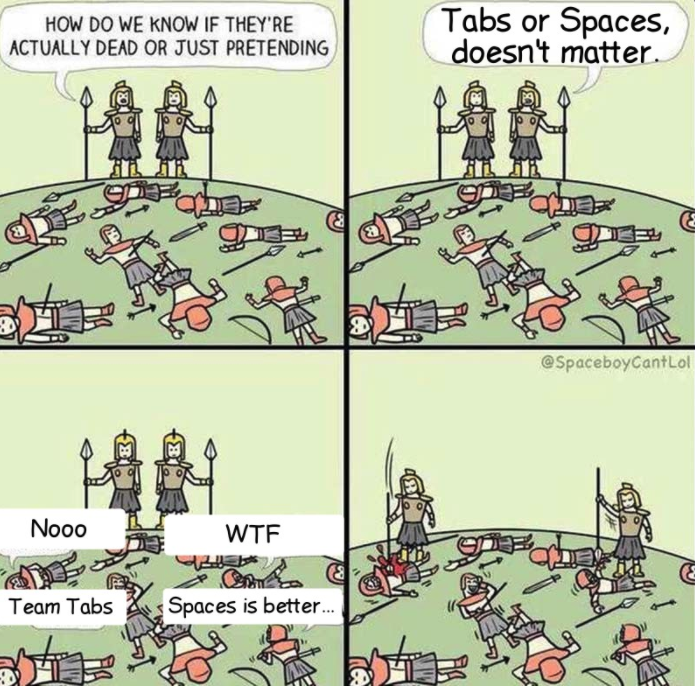 HOW DO WE KNOW IF THEY'RE
ACTUALLY DEAD OR JUST PRETENDING
Tabs or Spaces,
doesn't matter.
Nooo
WTF
Team Tabs
Spaces is better...
@SpaceboyCantLol